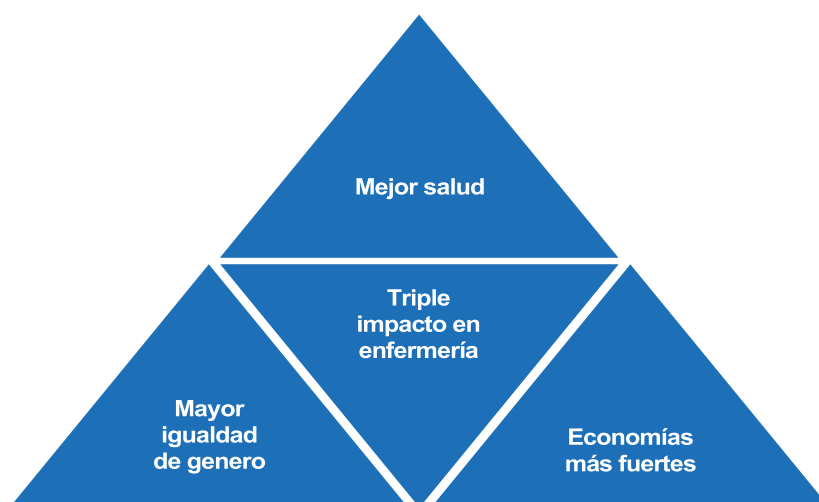 Mejor salud
Triple
impacto en
enfermería
Mayor
igualdad
de genero
Economías
más fuertes